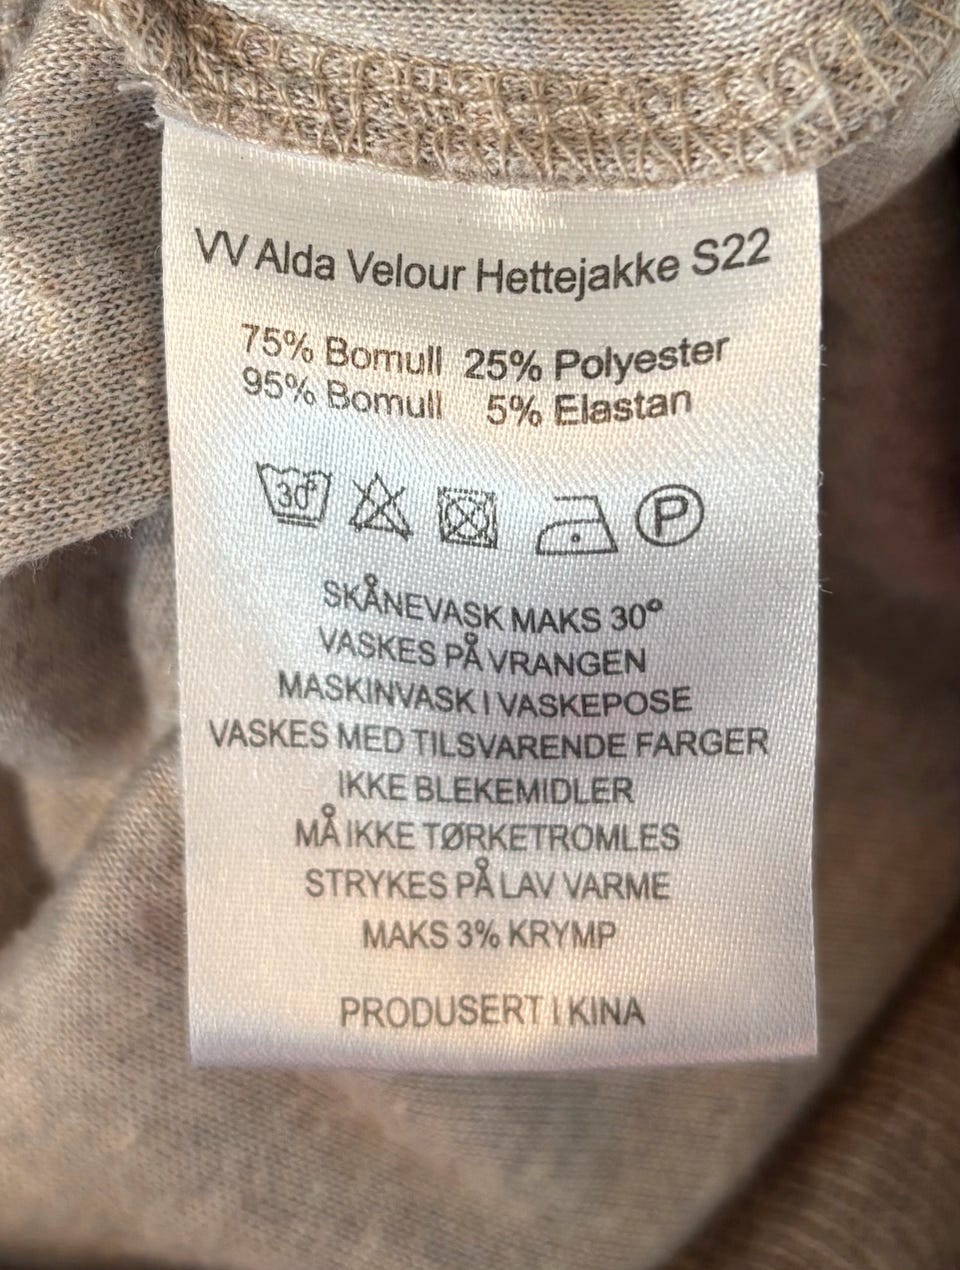 VV Alda Velour Hettejakke S22
75% Bomull 25% Polyester
95% Bomull 5% Elastan
30° P
SKÅNEVASK MAKS 30°
VASKES PÅ VRANGEN
MASKINVASK I VASKEPOSE
VASKES MED TILSVARENDE FARGER
IKKE BLEKEMIDLER
MÅ IKKE TØRKETROMLES
STRYKES PÅ LAV VARME
MAKS 3% KRYMP
PRODUSERT I KINA